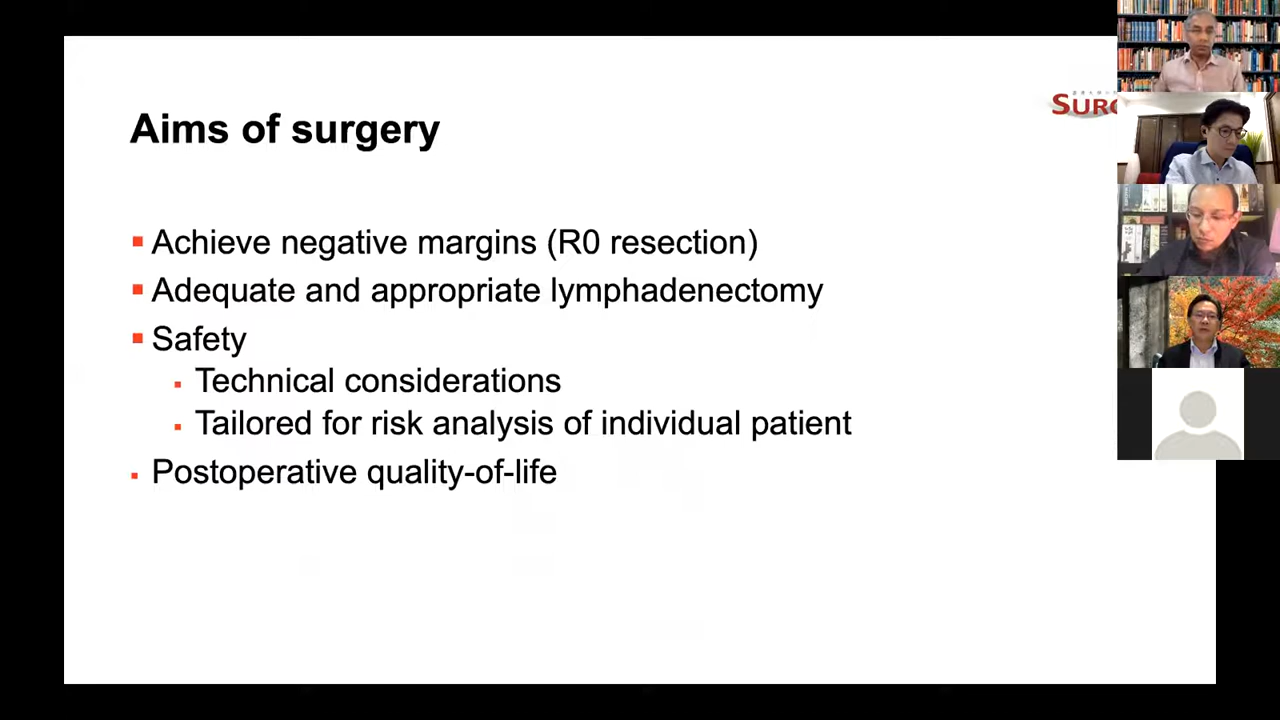 Aims of surgery
Achieve negative margins (R0 resection)
Adequate and appropriate lymphadenectomy
Safety
Technical considerations
Tailored for risk analysis of individual patient
Postoperative quality-of-life